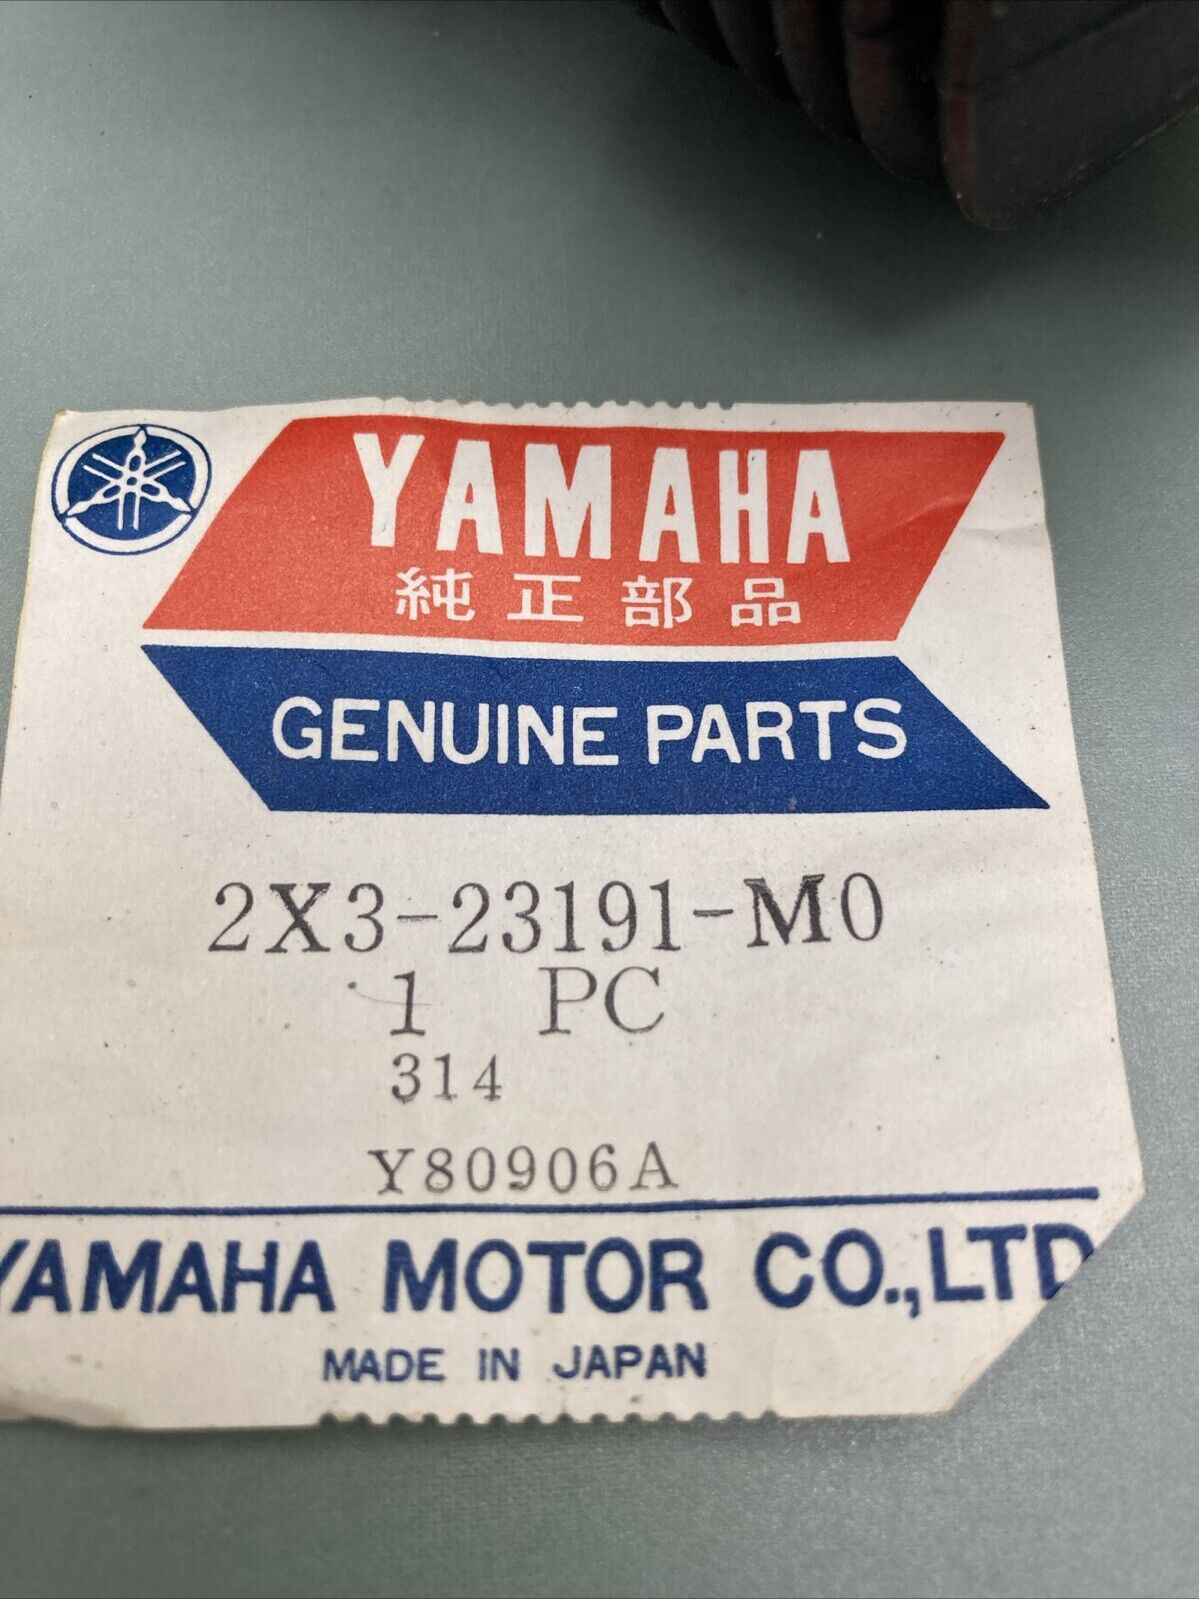 YAMAHA
純正部品
GENUINE PARTS
2X3-23191-M0
1 PC
314
Y80906A
YAMAHA MOTOR CO.,LTD
MADE IN JAPAN